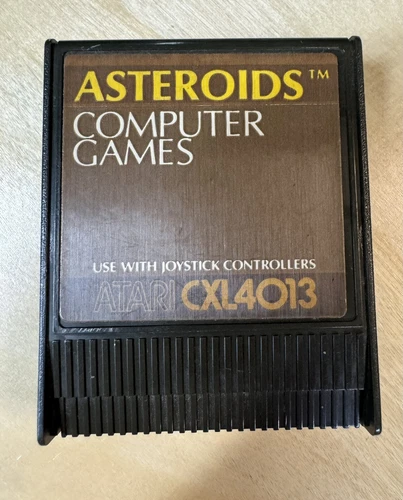 ASTEROIDS™
COMPUTER
GAMES
USE WITH JOYSTICK CONTROLLERS
ATARI CXL4013